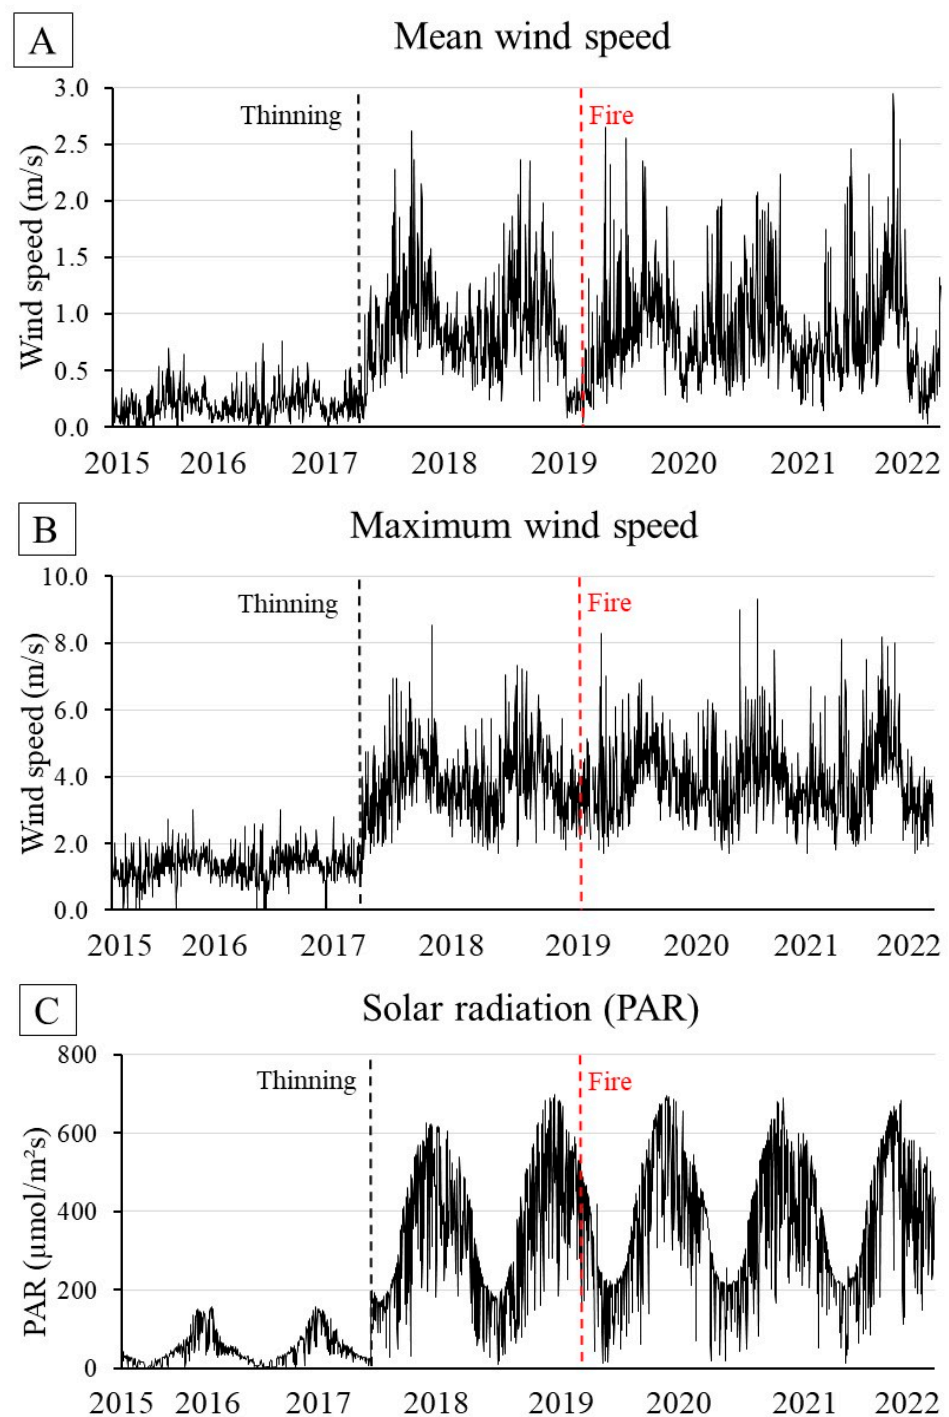 A
Mean wind speed
Wind speed (m/s)
3.0
2.5
2.0
1.5
1.0
0.5
0.0
Thinning
Fire
2015 2016 2017 2018 2019 2020 2021 2022
B
Maximum wind speed
Wind speed (m/s)
10.0
8.0
6.0
4.0
2.0
0.0
Thinning
Fire
2015 2016 2017 2018 2019 2020 2021 2022
C
Solar radiation (PAR)
PAR (μmol/m²s)
800
600
400
200
0
Thinning
Fire
2015 2016 2017 2018 2019 2020 2021 2022